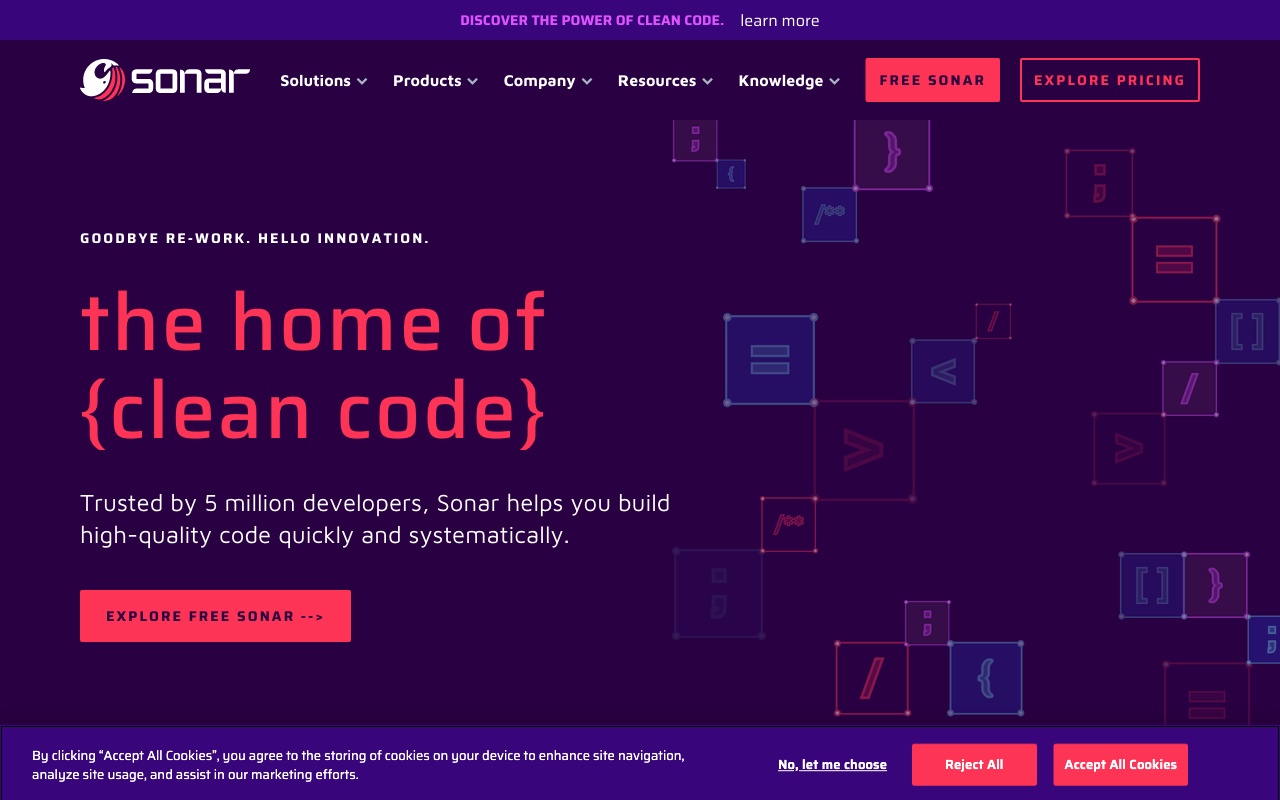 DISCOVER THE POWER OF CLEAN CODE. learn more
sonar Solutions Products Company Resources Knowledge FREE SONAR EXPLORE PRICING
; { /** } ; = [ ] / >
GOODBYE RE-WORK. HELLO INNOVATION.
the home of
{clean code}
= < / > /** ;
Trusted by 5 million developers, Sonar helps you build
high-quality code quickly and systematically.
EXPLORE FREE SONAR -->
; / { [ ] } ; =
By clicking “Accept All Cookies”, you agree to the storing of cookies on your device to enhance site navigation,
analyze site usage, and assist in our marketing efforts.
No, let me choose Reject All Accept All Cookies